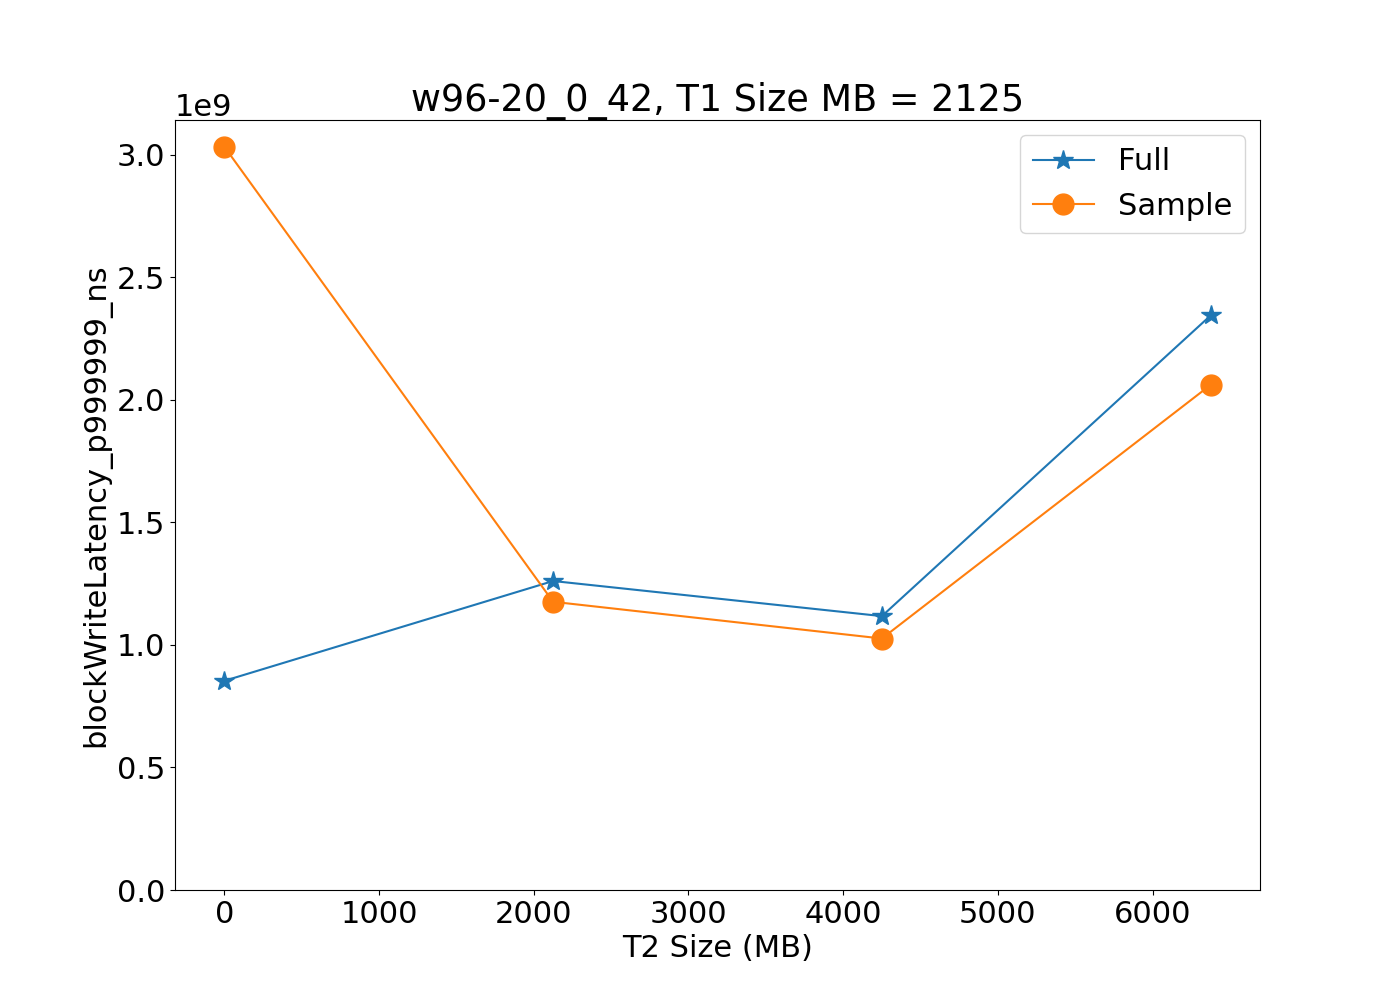 w96-20_0_42, T1 Size MB = 2125
1e9
3.0
2.5
2.0
1.5
1.0
0.5
0.0
blockWriteLatency_p999999_ns
Full
Sample
0 1000 2000 3000 4000 5000 6000
T2 Size (MB)